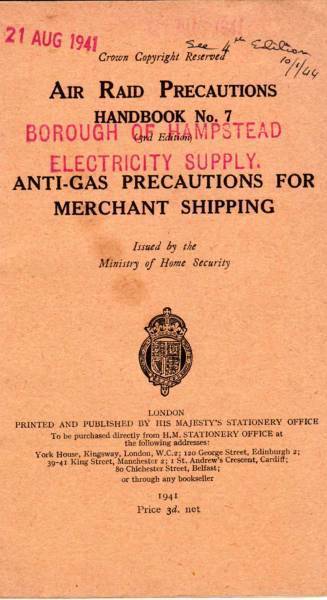 21 AUG 1941
1941
See 4th Edition
10/1/44
Crown Copyright Reserved
AIR RAID PRECAUTIONS
HANDBOOK No. 7
(3rd Edition)
BOROUGH OF HAMPSTEAD
ELECTRICITY SUPPLY.
ANTI-GAS PRECAUTIONS FOR
MERCHANT SHIPPING
Issued by the
Ministry of Home Security
LONDON
PRINTED AND PUBLISHED BY HIS MAJESTY'S STATIONERY OFFICE
To be purchased directly from H.M. STATIONERY OFFICE at
the following addresses:
York House, Kingsway, London, W.C.2; 120 George Street, Edinburgh 2;
39-41 King Street, Manchester 2; 1 St. Andrew's Crescent, Cardiff;
80 Chichester Street, Belfast;
or through any bookseller
1941
Price 3d. net